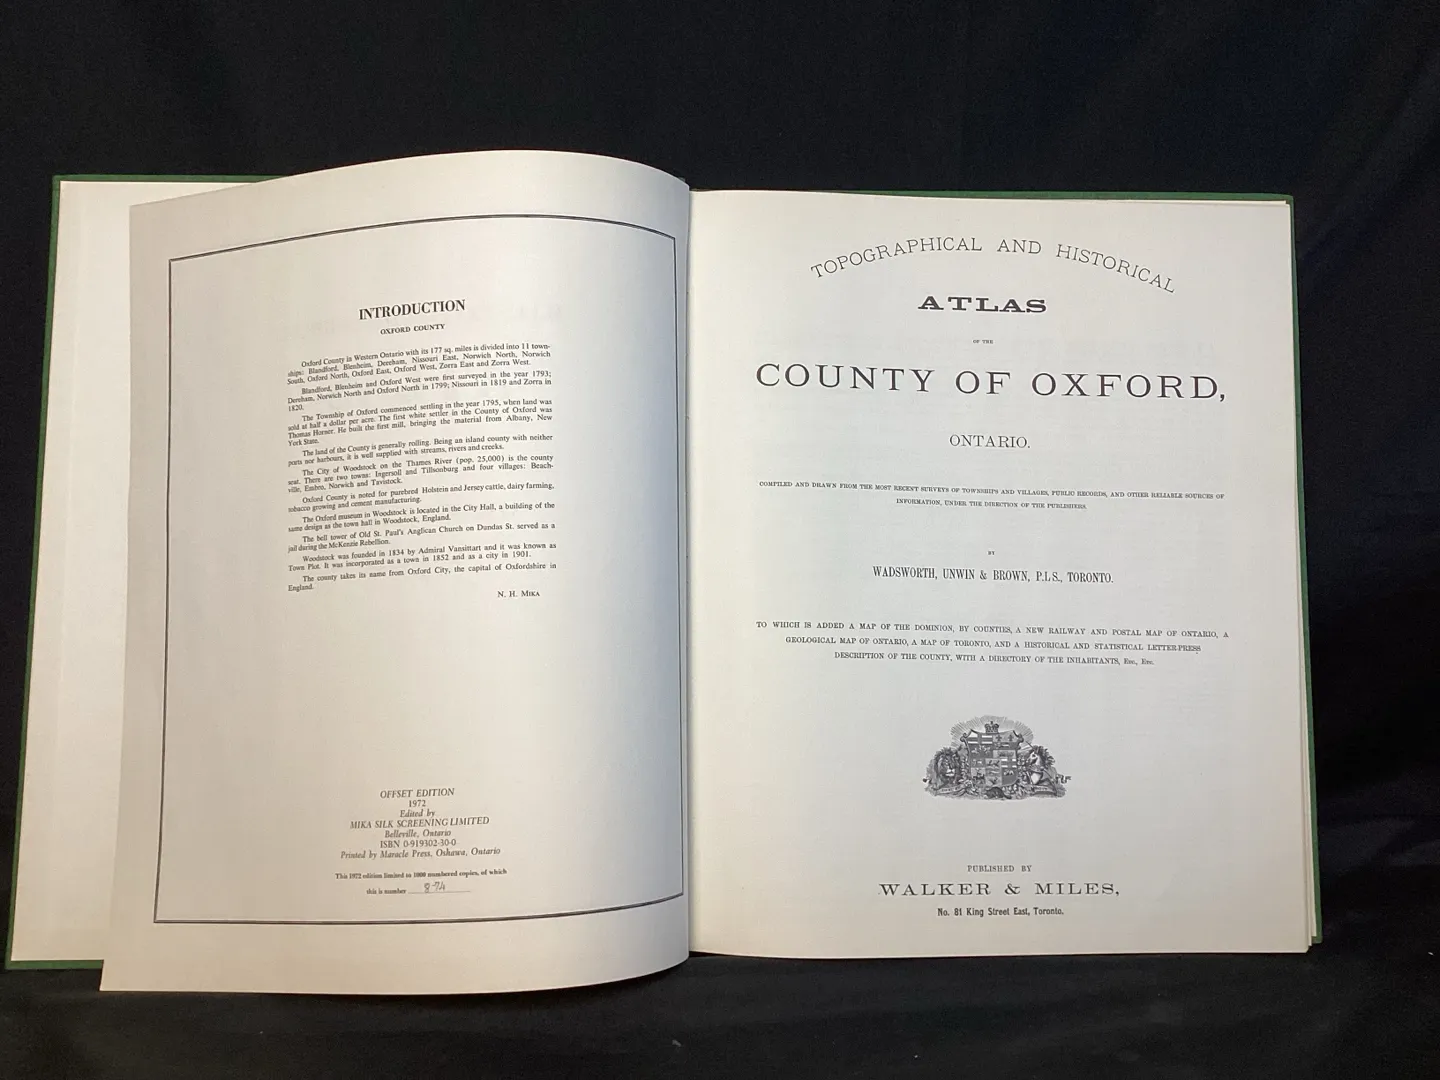 INTRODUCTION
OXFORD COUNTY
Oxford County in Western Ontario with its 177 sq. miles is divided into 11 town-
ships: Blandford, Blenheim, Dereham, Nissouri East, Norwich North, Norwich
South, Oxford North, Oxford East, Oxford West, Zorra East and Zorra West.
Blandford, Blenheim and Oxford West were first surveyed in the year 1793;
Dereham, Norwich North and Oxford North in 1799; Nissouri in 1819 and Zorra in
1820.
The Township of Oxford commenced settling in the year 1795, when land was
sold at half a dollar per acre. The first white settler in the County of Oxford was
Thomas Horner. He built the first mill, bringing the material from Albany, New
York State.
The land of the County is generally rolling. Being an island county with neither
ports nor harbours, it is well supplied with streams, rivers and creeks.
The City of Woodstock on the Thames River (pop. 25,000) is the county
seat. There are two towns: Ingersoll and Tillsonburg and four villages: Beach-
ville, Embro, Norwich and Tavistock.
Oxford County is noted for purebred Holstein and Jersey cattle, dairy farming,
tobacco growing and cement manufacturing.
The Oxford museum in Woodstock is located in the City Hall, a building of the
same design as the town hall in Woodstock, England.
The bell tower of Old St. Paul's Anglican Church on Dundas St. served as a
jail during the McKenzie Rebellion.
Woodstock was founded in 1834 by Admiral Vansittart and it was known as
Town Plot. It was incorporated as a town in 1852 and as a city in 1901.
The county takes its name from Oxford City, the capital of Oxfordshire in
England.
N. H. MIKA
OFFSET EDITION
1972
Edited by
MIKA SILK SCREENING LIMITED
Belleville, Ontario
ISBN 0-919302-30-0
Printed by Maracle Press, Oshawa, Ontario
This 1972 edition limited to 1000 numbered copies, of which
this is number 874
TOPOGRAPHICAL AND HISTORICAL
ATLAS
OF THE
COUNTY OF OXFORD,
ONTARIO.
COMPILED AND DRAWN FROM THE MOST RECENT SURVEYS OF TOWNSHIPS AND VILLAGES, PUBLIC RECORDS, AND OTHER RELIABLE SOURCES OF
INFORMATION, UNDER THE DIRECTION OF THE PUBLISHERS.
BY
WADSWORTH, UNWIN & BROWN, P.L.S., TORONTO.
TO WHICH IS ADDED A MAP OF THE DOMINION, BY COUNTIES, A NEW RAILWAY AND POSTAL MAP OF ONTARIO, A
GEOLOGICAL MAP OF ONTARIO, A MAP OF TORONTO, AND A HISTORICAL AND STATISTICAL LETTER-PRESS
DESCRIPTION OF THE COUNTY, WITH A DIRECTORY OF THE INHABITANTS, Etc., Etc.
PUBLISHED BY
WALKER & MILES,
No. 81 King Street East, Toronto.